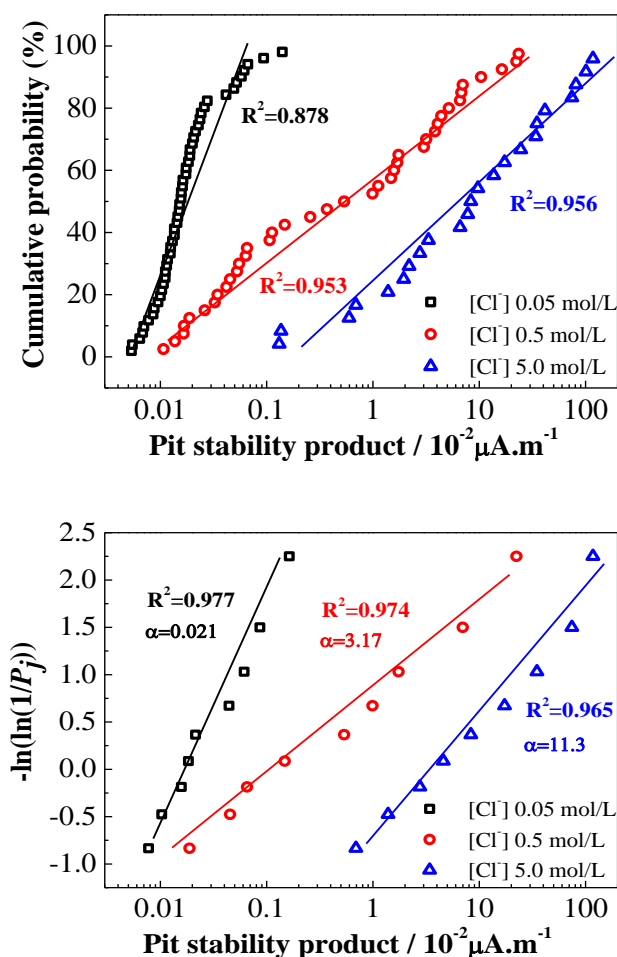 Cumulative probability (%)
100
80
60
40
20
0
R²=0.878
R²=0.956
R²=0.953
[Cl⁻] 0.05 mol/L
[Cl⁻] 0.5 mol/L
[Cl⁻] 5.0 mol/L
0.01 0.1 1 10 100
Pit stability product / 10⁻²μA.m⁻¹
-ln(ln(1/Pⱼ))
2.5
2.0
1.5
1.0
0.5
0.0
-0.5
-1.0
R²=0.977
α=0.021
R²=0.974
α=3.17
R²=0.965
α=11.3
[Cl⁻] 0.05 mol/L
[Cl⁻] 0.5 mol/L
[Cl⁻] 5.0 mol/L
0.01 0.1 1 10 100
Pit stability product / 10⁻²μA.m⁻¹